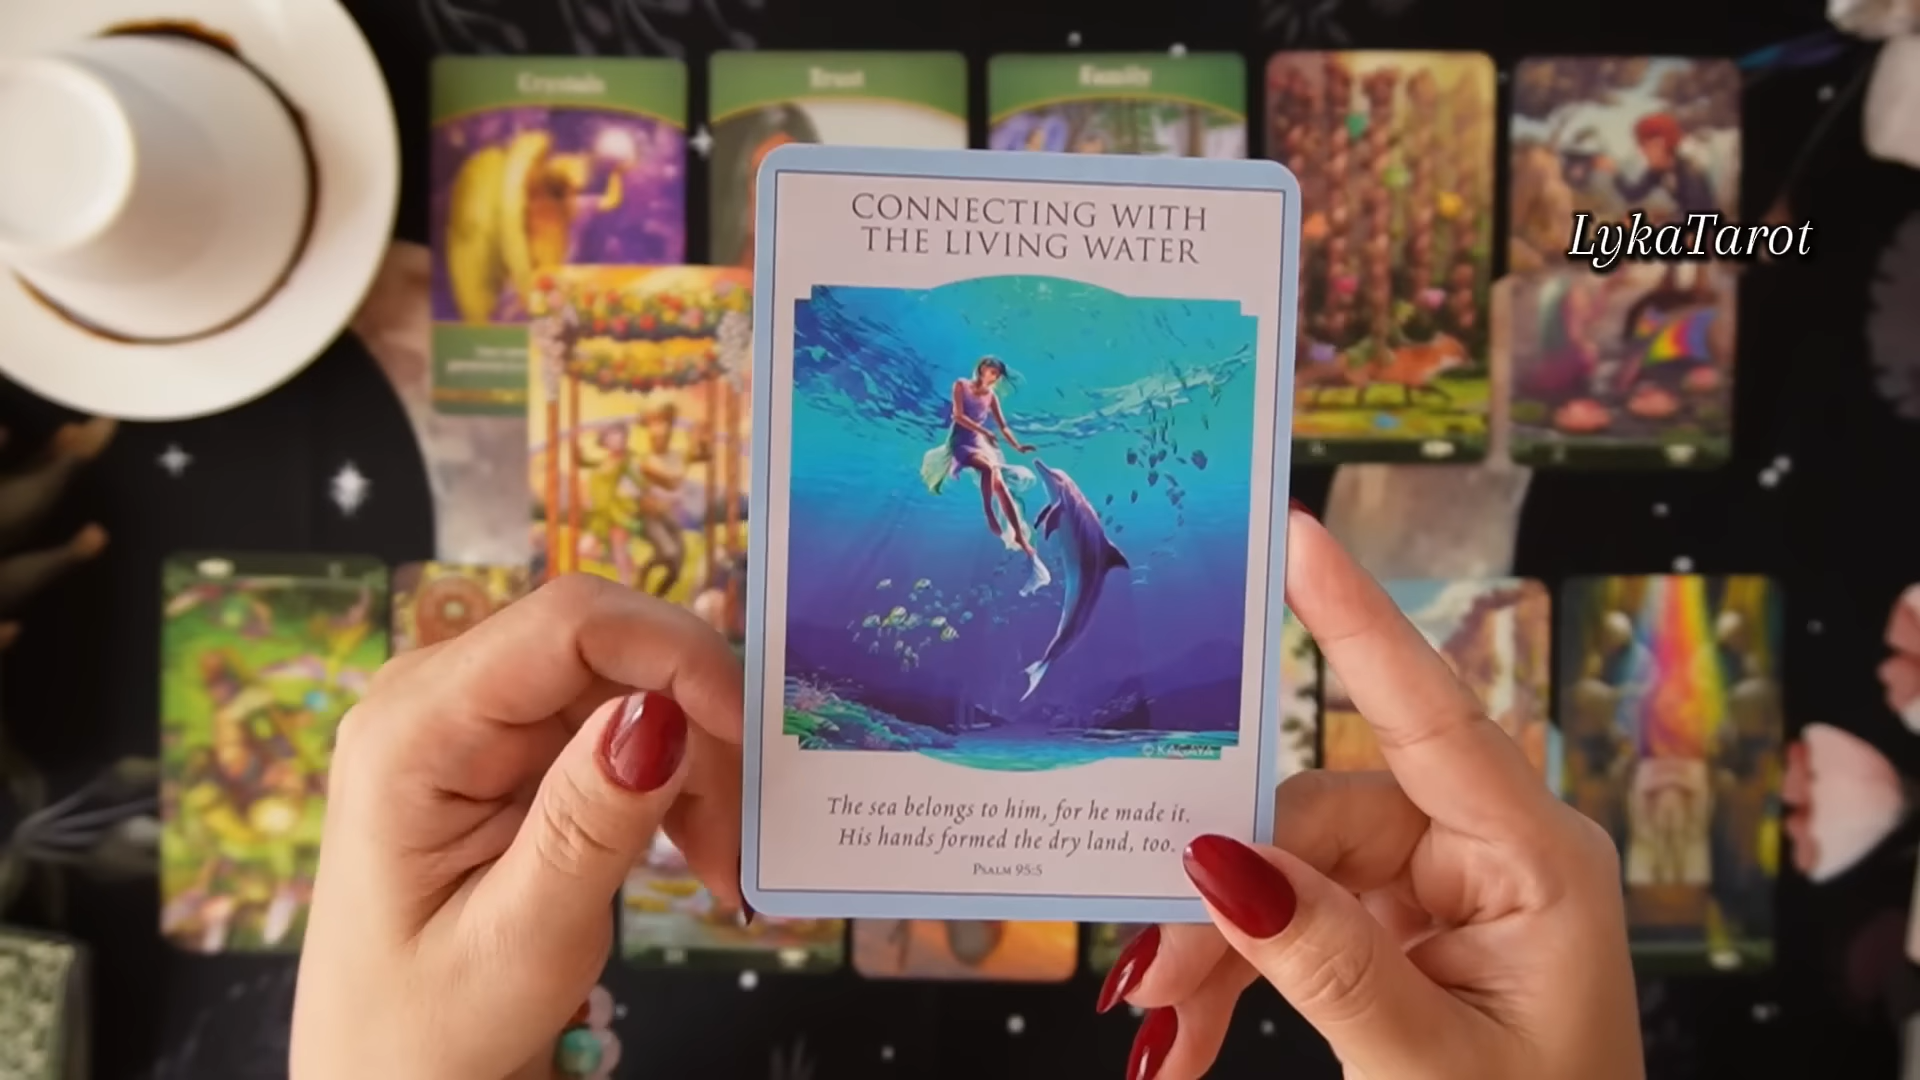 Crystals
Trust
Family
LykaTarot
CONNECTING WITH
THE LIVING WATER
© KAGAYA
The sea belongs to him, for he made it.
His hands formed the dry land, too.
PSALM 95:5